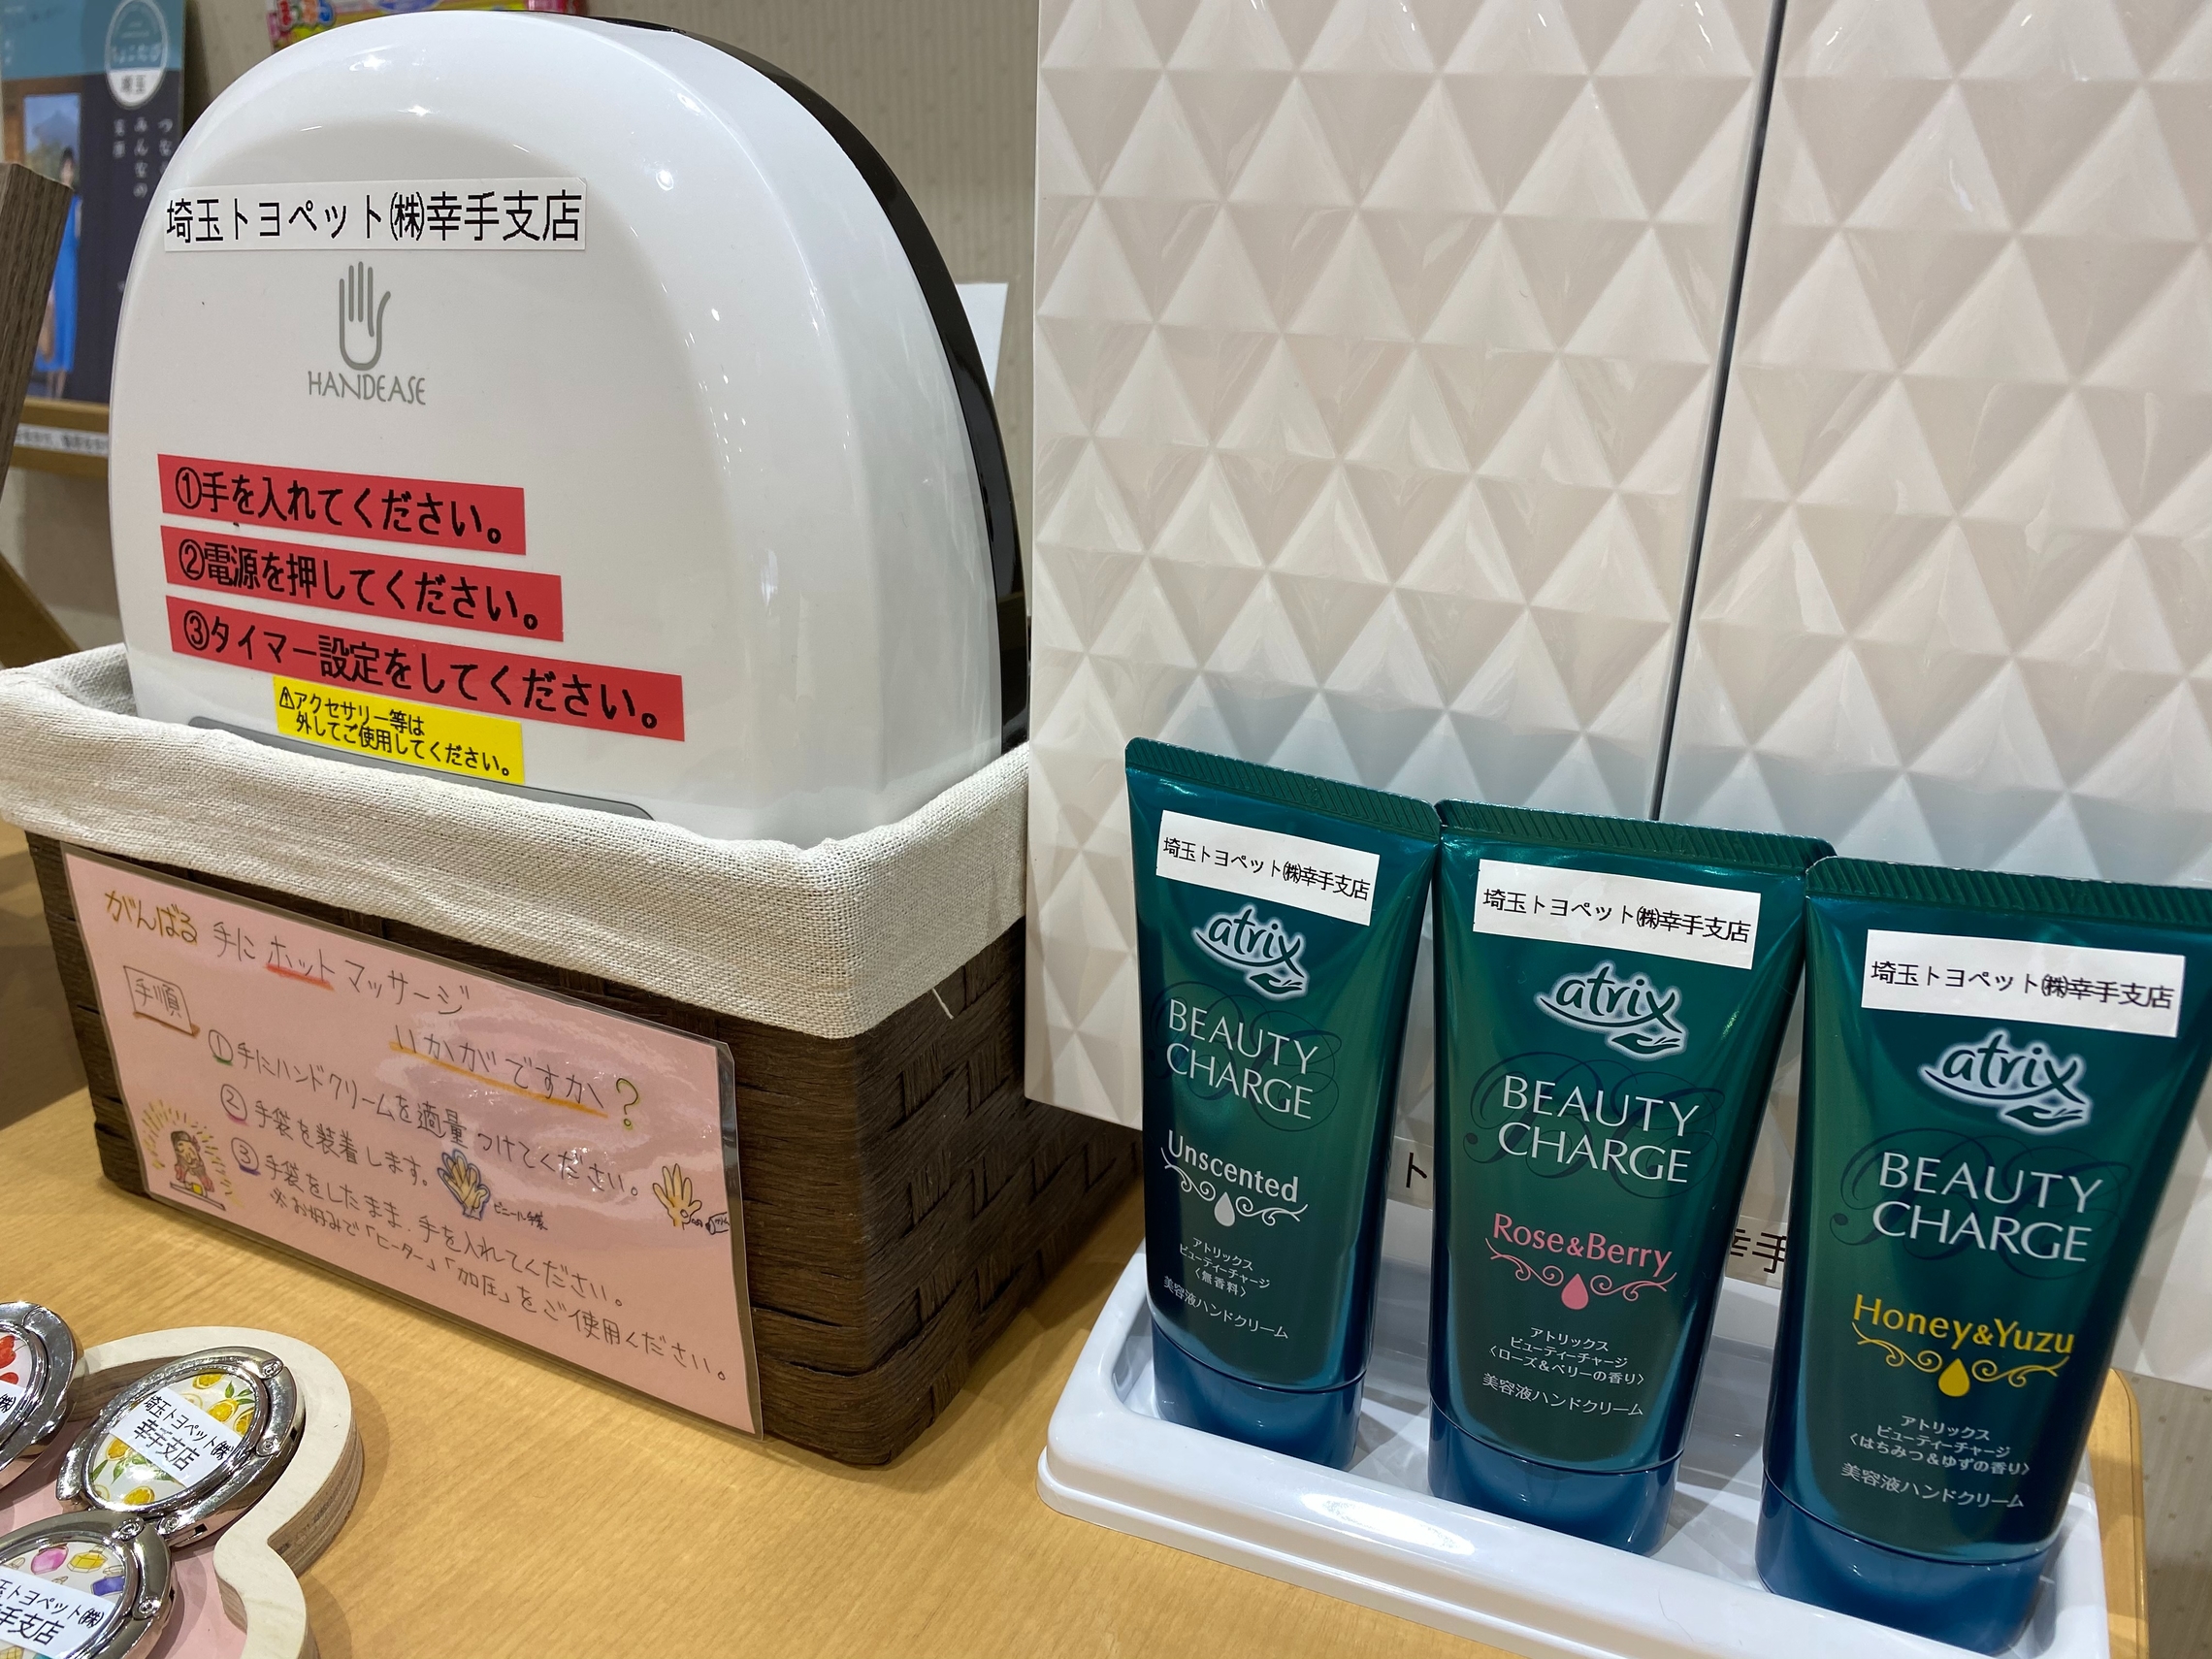 つな
みんなの
埼玉トヨペット㈱幸手支店
HANDEASE
①手を入れてください。
②電源を押してください。
③タイマー設定をしてください。
⚠アクセサリー等は
外してご使用してください。
がんばる 手に ホット マッサージ
いかがですか?
手順
①手にハンドクリームを適量つけてください。
②手袋を装着します。
ビニール手袋
③手袋をしたまま、手を入れてください。
※お好みで「ヒーター」「加圧」をご使用ください。
埼玉トヨペット㈱
幸手支店
玉トヨペット㈱
手支店
埼玉トヨペット㈱幸手支店
atrix
BEAUTY
CHARGE
Unscented
アトリックス
ビューティーチャージ
〈無香料〉
美容液ハンドクリーム
埼玉トヨペット㈱幸手支店
atrix
BEAUTY
CHARGE
Rose&Berry
アトリックス
ビューティーチャージ
〈ローズ&ベリーの香り〉
美容液ハンドクリーム
埼玉トヨペット㈱幸手支店
atrix
BEAUTY
CHARGE
Honey&Yuzu
アトリックス
ビューティーチャージ
〈はちみつ&ゆずの香り〉
美容液ハンドクリーム
ト
幸手